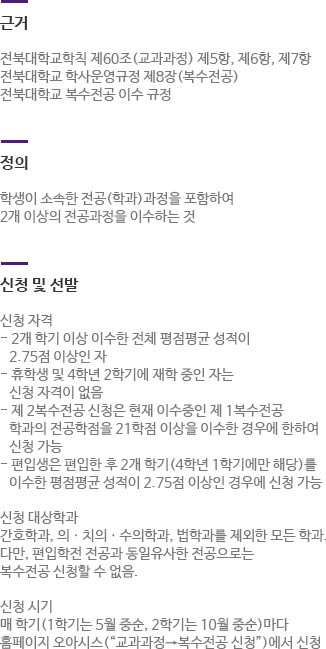 근거
전북대학교학칙 제60조(교과과정) 제5항, 제6항, 제7항
전북대학교 학사운영규정 제8장(복수전공)
전북대학교 복수전공 이수 규정
정의
학생이 소속한 전공(학과)과정을 포함하여
2개 이상의 전공과정을 이수하는 것
신청 및 선발
신청 자격
- 2개 학기 이상 이수한 전체 평점평균 성적이
2.75점 이상인 자
- 휴학생 및 4학년 2학기에 재학 중인 자는
신청 자격이 없음
- 제 2복수전공 신청은 현재 이수중인 제 1복수전공
학과의 전공학점을 21학점 이상을 이수한 경우에 한하여
신청 가능
- 편입생은 편입한 후 2개 학기(4학년 1학기에만 해당)를
이수한 평점평균 성적이 2.75점 이상인 경우에 신청 가능
신청 대상학과
간호학과, 의ㆍ치의ㆍ수의학과, 법학과를 제외한 모든 학과.
다만, 편입학전 전공과 동일유사한 전공으로는
복수전공 신청할 수 없음.
신청 시기
매 학기(1학기는 5월 중순, 2학기는 10월 중순)마다
홈페이지 오아시스(“교과과정→복수전공 신청”)에서 신청